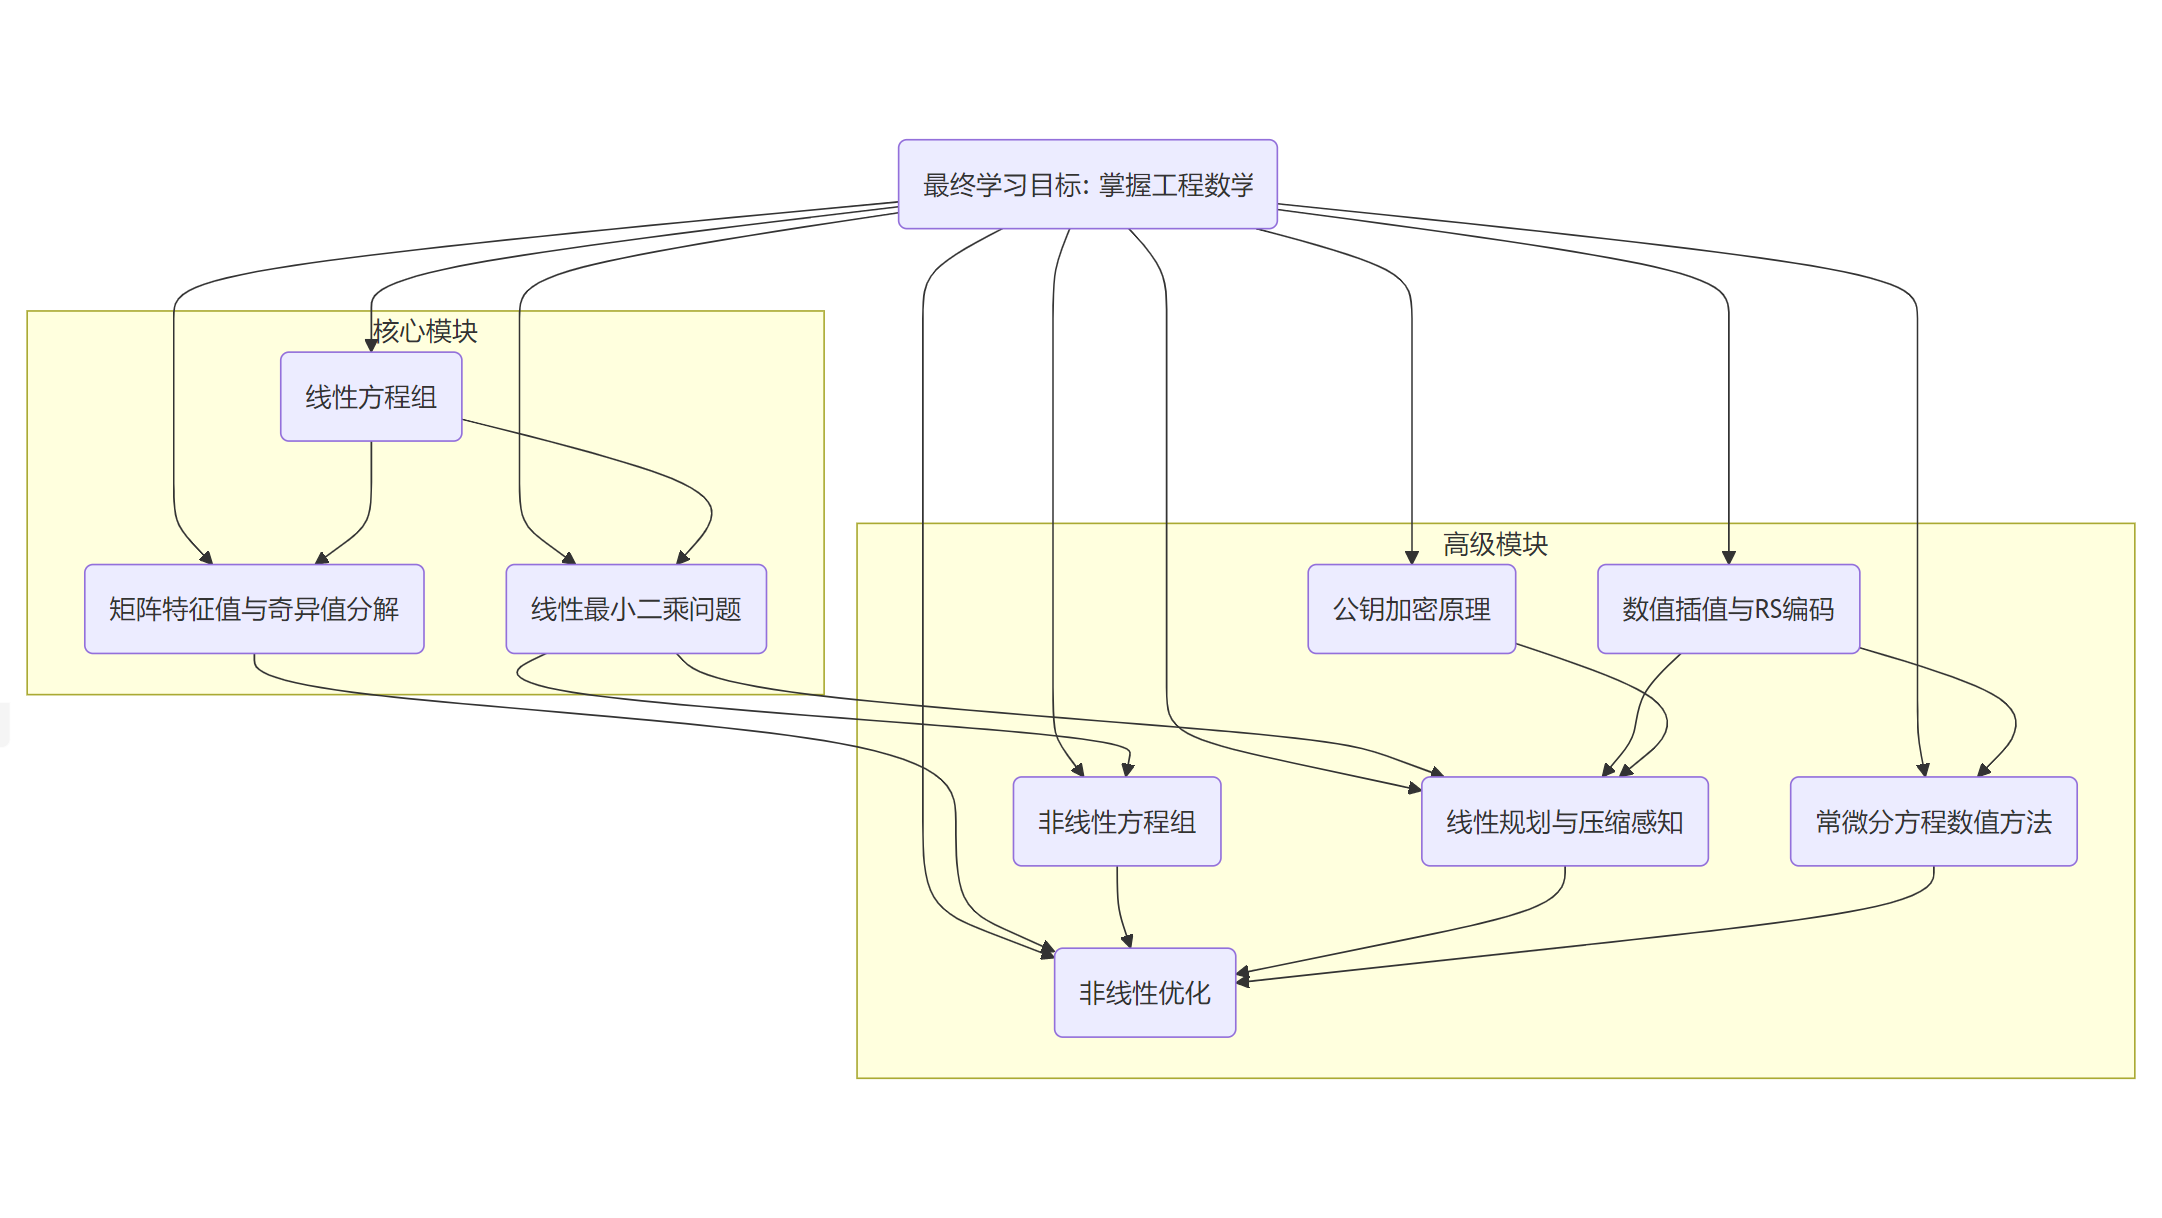 最终学习目标: 掌握工程数学
核心模块
线性方程组
高级模块
矩阵特征值与奇异值分解
线性最小二乘问题
公钥加密原理
数值插值与RS编码
非线性方程组
线性规划与压缩感知
常微分方程数值方法
非线性优化